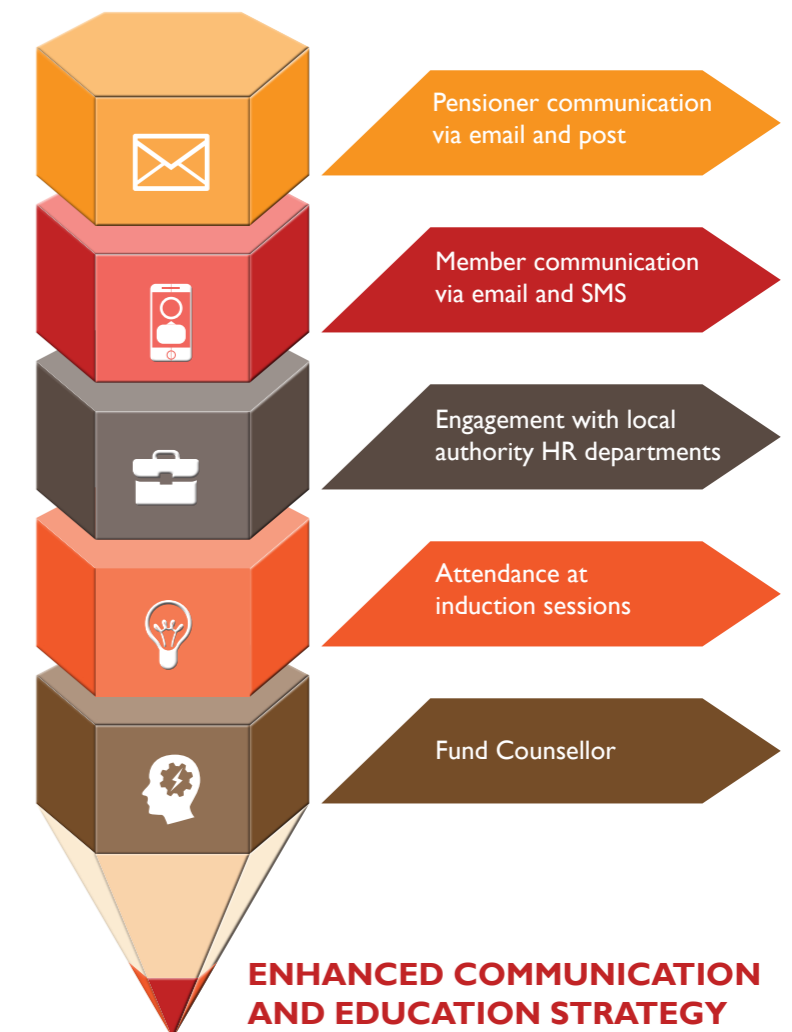 Pensioner communication
via email and post
Member communication
via email and SMS
Engagement with local
authority HR departments
Attendance at
induction sessions
Fund Counsellor
ENHANCED COMMUNICATION
AND EDUCATION STRATEGY